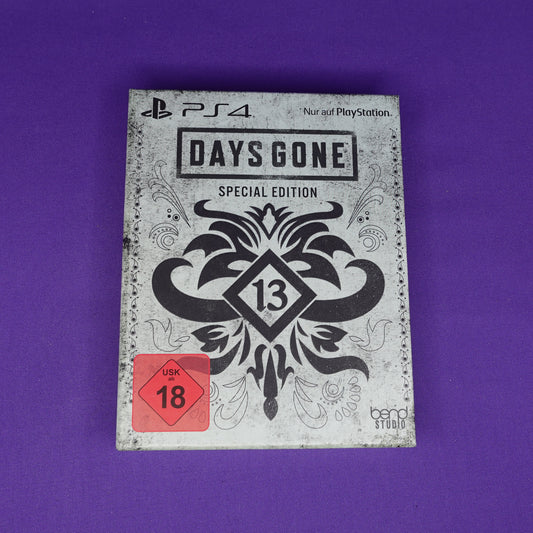 PS4
Nur auf PlayStation
DAYS GONE
SPECIAL EDITION
13
USK
ab
18
bend
STUDIO